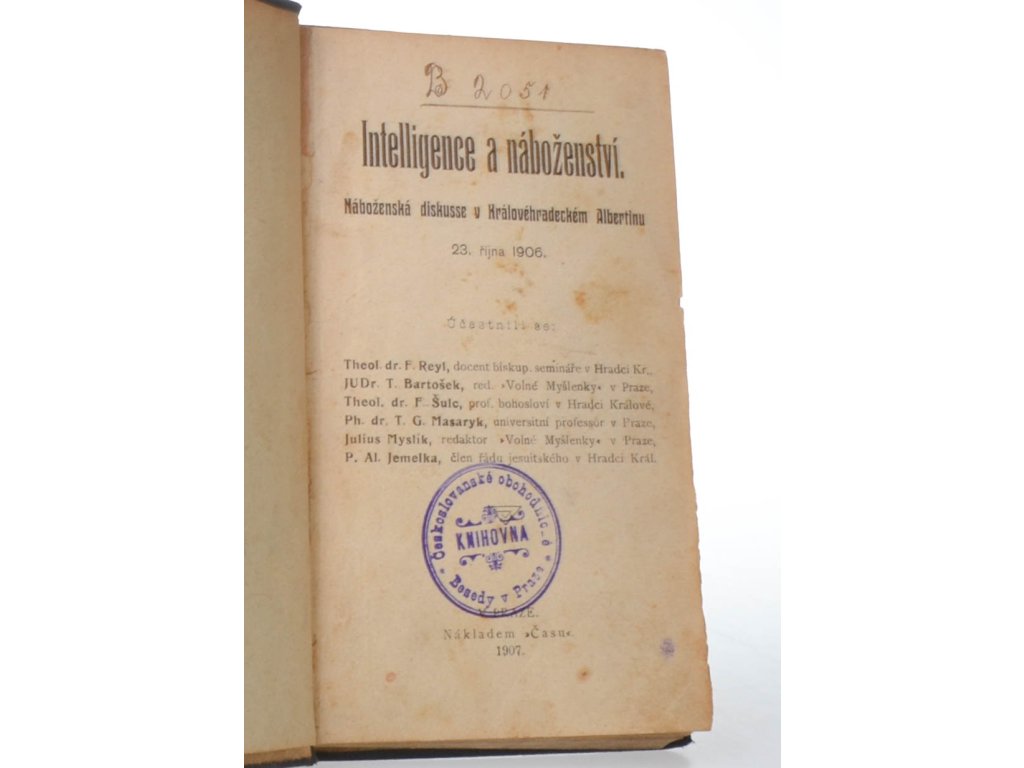 B 2051
Intelligence a náboženství.
Náboženská diskusse v Královéhradeckém Albertinu
23. října 1906.
Účastnili se:
Theol. dr. F. Reyl, docent biskup. semináře v Hradci Kr.,
JUDr. T. Bartošek, red. »Volné Myšlenky« v Praze,
Theol. dr. F. Šulc, prof. bohosloví v Hradci Králové,
Ph. dr. T. G. Masaryk, universitní professor v Praze,
Julius Myslík, redaktor »Volné Myšlenky« v Praze,
P. Al. Jemelka, člen řádu jesuitského v Hradci Král.
Českoslovanské obchodnické
KNIHOVNA
Besedy v Praze
V PRAZE.
Nákladem »Času«.
1907.